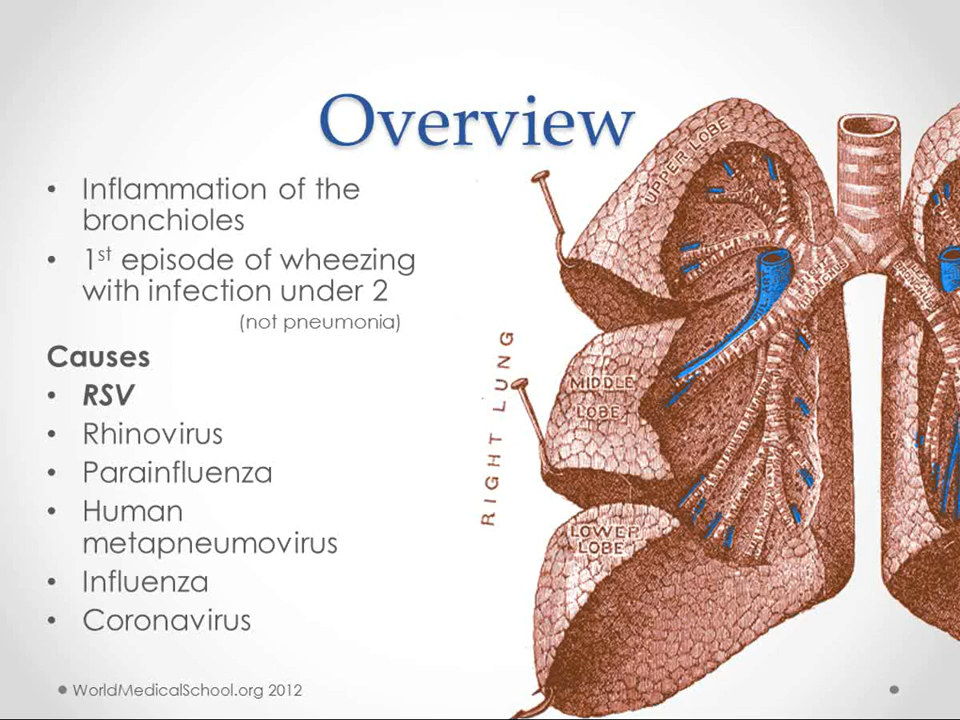 Overview
• Inflammation of the
bronchioles
• 1st episode of wheezing
with infection under 2
(not pneumonia)
Causes
• RSV
• Rhinovirus
• Parainfluenza
• Human
metapneumovirus
• Influenza
• Coronavirus
UPPER LOBE
RIGHT LUNG
MIDDLE
LOBE
LOWER
LOBE
WorldMedicalSchool.org 2012